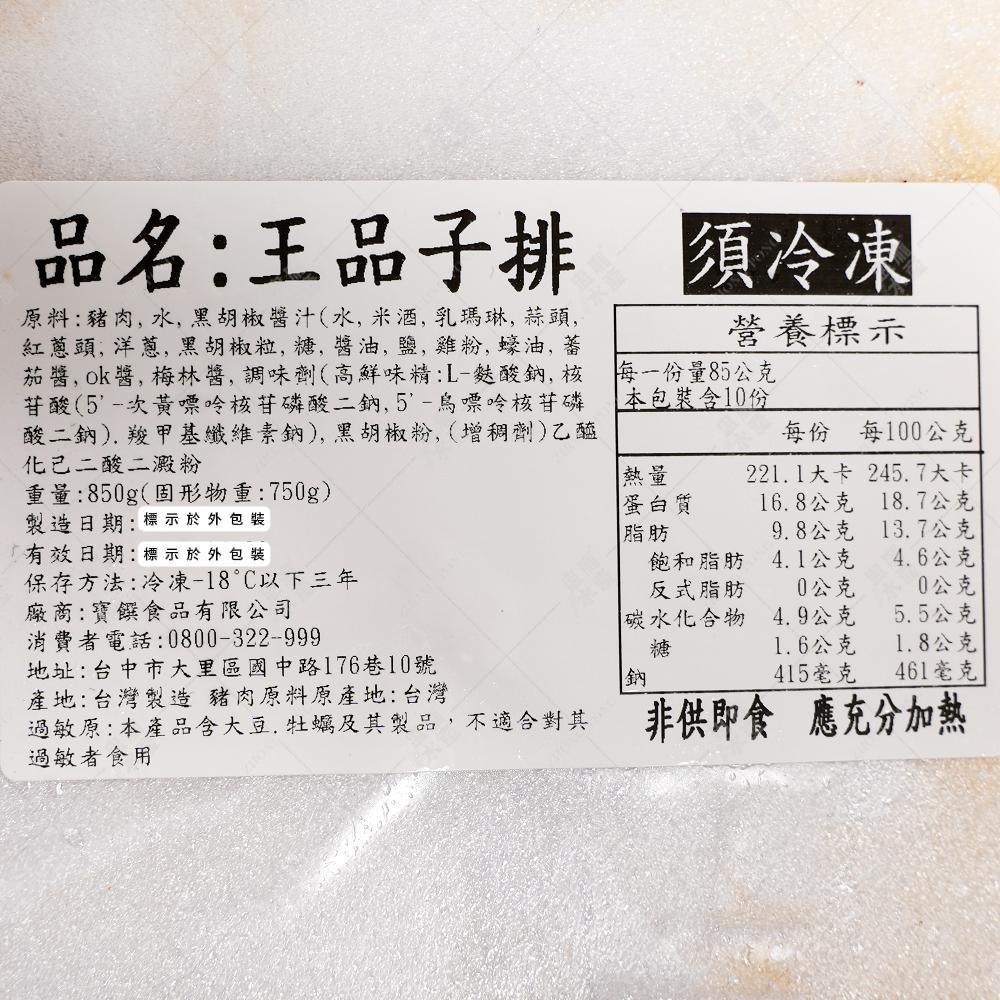 品名:王品子排
須冷凍
原料:豬肉, 水, 黑胡椒醬汁(水, 米酒, 乳瑪琳, 蒜頭,
紅蔥頭, 洋蔥, 黑胡椒粒, 糖, 醬油, 鹽, 雞粉, 蠔油, 蕃
茄醬, ok醬, 梅林醬, 調味劑(高鮮味精:L-麩酸鈉, 核
苷酸(5'-次黃嘌呤核苷磷酸二鈉, 5'-鳥嘌呤核苷磷
酸二鈉). 羧甲基纖維素鈉), 黑胡椒粉, (增稠劑)乙醯
化己二酸二澱粉
重量:850g(固形物重:750g)
製造日期:標示於外包裝
有效日期:標示於外包裝
保存方法:冷凍-18°C以下三年
廠商:寶饌食品有限公司
消費者電話:0800-322-999
地址:台中市大里區國中路176巷10號
產地:台灣製造 豬肉原料原產地:台灣
過敏原:本產品含大豆. 牡蠣及其製品，不適合對其
過敏者食用
營養標示
每一份量85公克
本包裝含10份
每份 每100公克
熱量 221.1大卡 245.7大卡
蛋白質 16.8公克 18.7公克
脂肪 9.8公克 13.7公克
飽和脂肪 4.1公克 4.6公克
反式脂肪 0公克 0公克
碳水化合物 4.9公克 5.5公克
糖 1.6公克 1.8公克
鈉 415毫克 461毫克
非供即食 應充分加熱